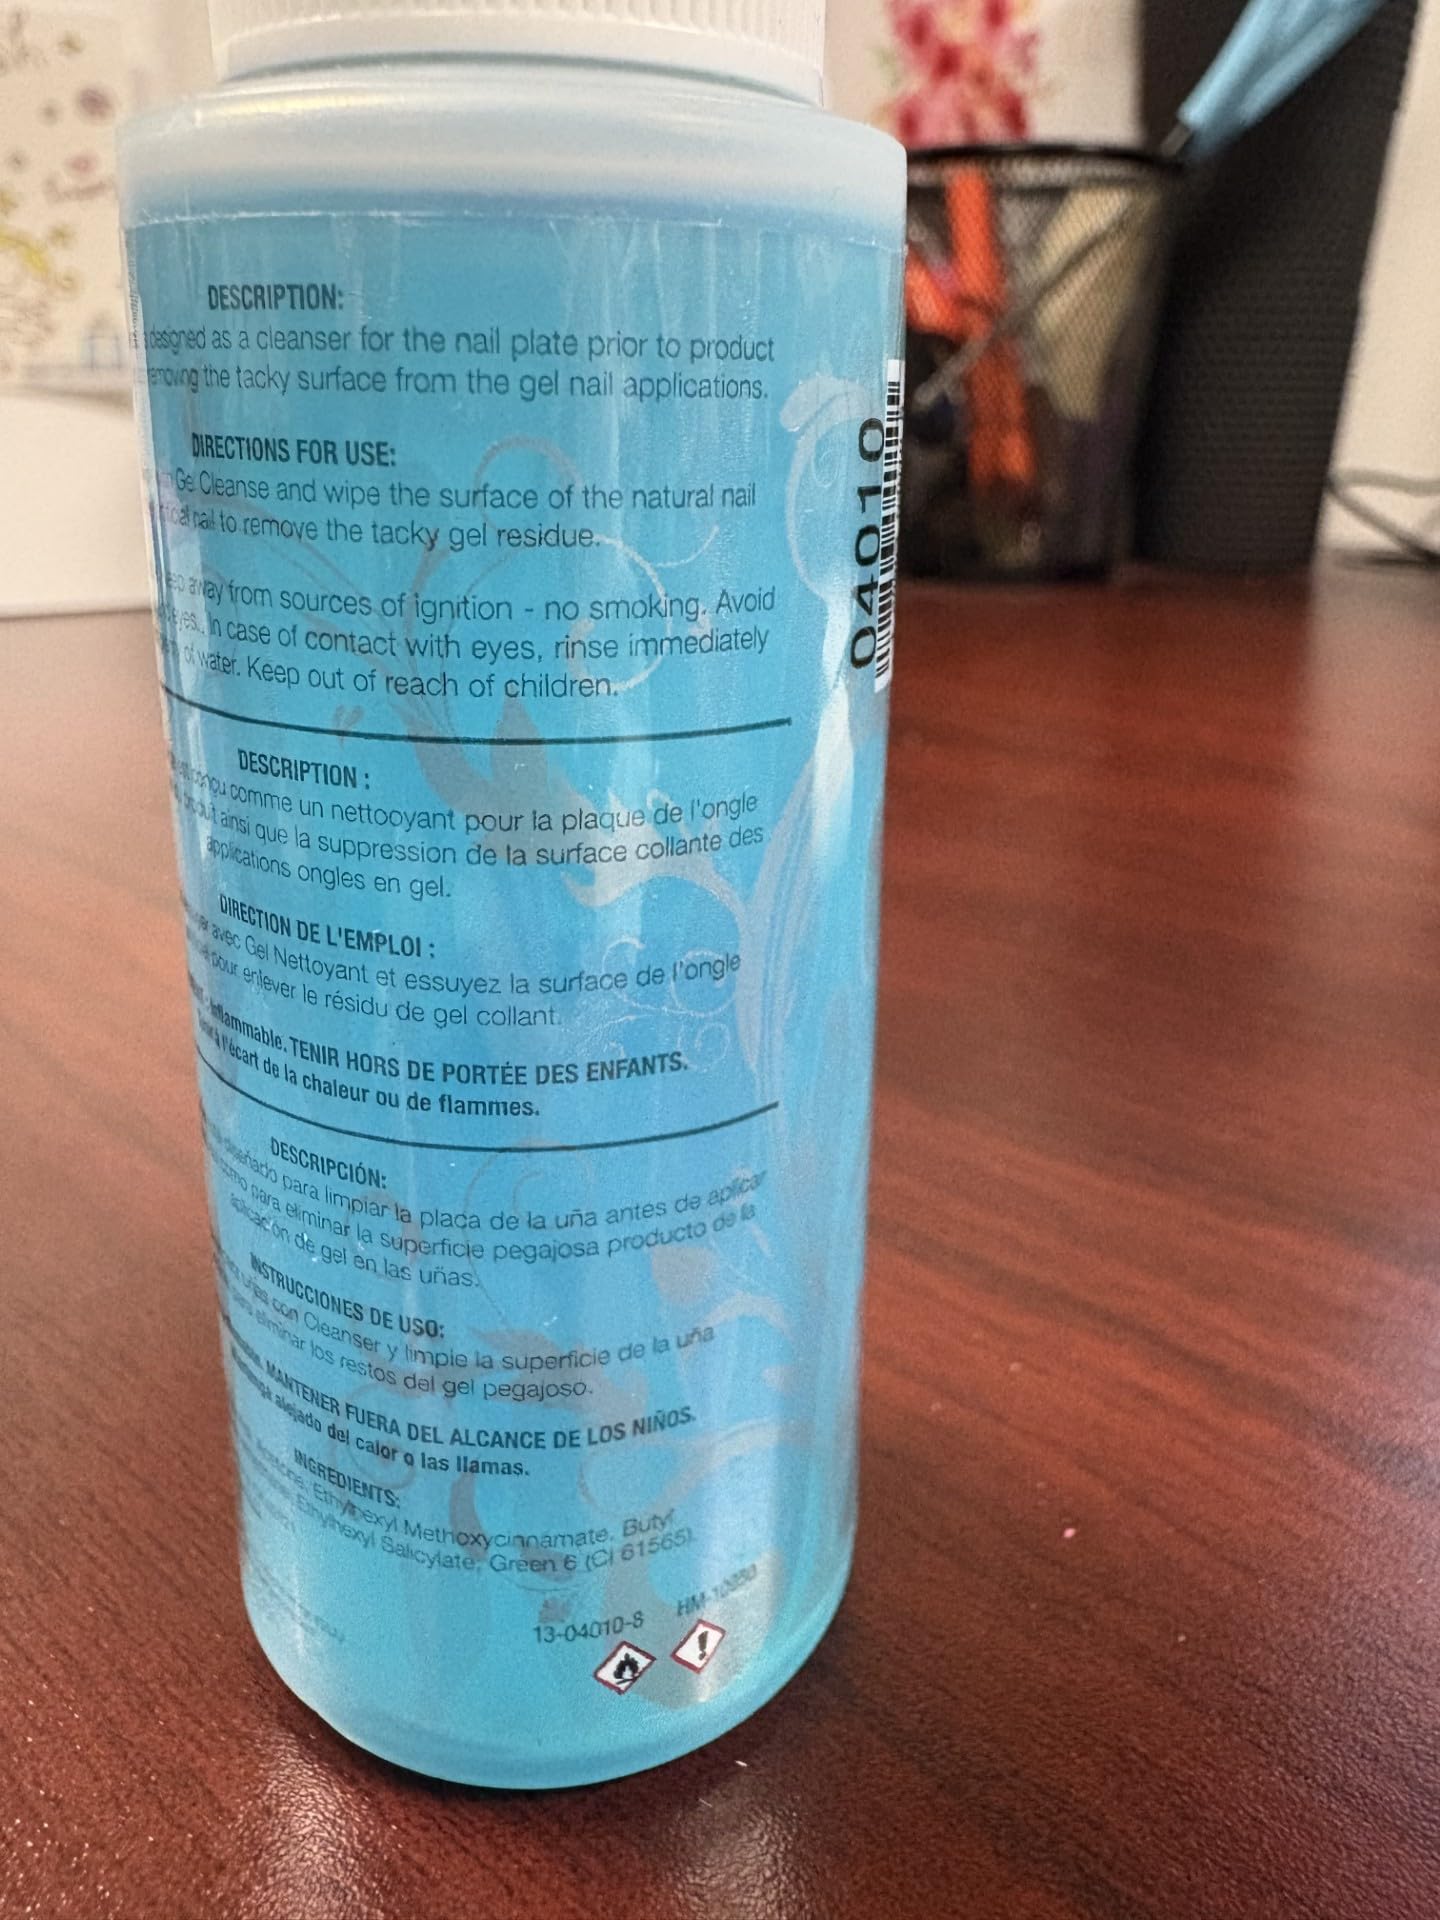 DESCRIPTION:
designed as a cleanser for the nail plate prior to product
removing the tacky surface from the gel nail applications.
DIRECTIONS FOR USE:
Gel Cleanse and wipe the surface of the natural nail
nail to remove the tacky gel residue.
away from sources of ignition - no smoking. Avoid
eyes. In case of contact with eyes, rinse immediately
of water. Keep out of reach of children.
DESCRIPTION :
conçu comme un nettooyant pour la plaque de l'ongle
produit ainsi que la suppression de la surface collante des
applications ongles en gel.
DIRECTION DE L'EMPLOI :
avec Gel Nettoyant et essuyez la surface de l'ongle
pour enlever le résidu de gel collant.
Inflammable. TENIR HORS DE PORTÉE DES ENFANTS.
à l'écart de la chaleur ou de flammes.
DESCRIPCIÓN:
diseñado para limpiar la placa de la uña antes de aplicar
como para eliminar la superficie pegajosa producto de la
aplicación de gel en las uñas.
INSTRUCCIONES DE USO:
con Cleanser y limpie la superficie de la uña
para eliminar los restos del gel pegajoso.
MANTENER FUERA DEL ALCANCE DE LOS NIÑOS.
alejado del calor o las llamas.
INGREDIENTS:
Acetone, Ethylhexyl Methoxycinnamate, Butyl
Ethylhexyl Salicylate, Green 6 (CI 61565)
13-04010-8
04010